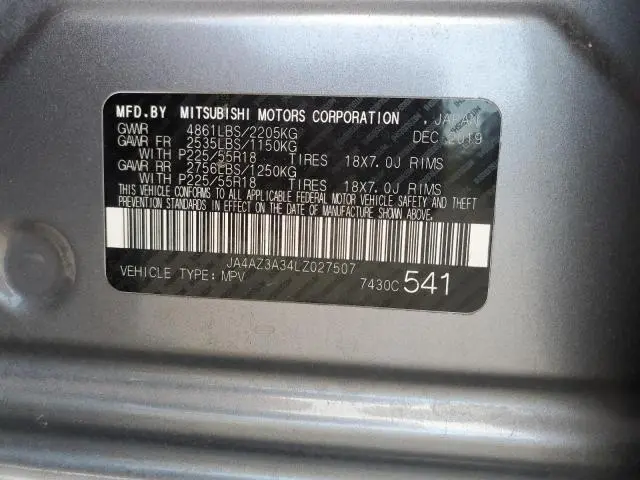 MFD.BY MITSUBISHI MOTORS CORPORATION , JAPAN
GVWR 4861LBS/2205KG DEC 2019
GAWR FR 2535LBS/1150KG
WITH P225/55R18 TIRES 18X7.0J RIMS
GAWR RR 2756LBS/1250KG
WITH P225/55R18 TIRES 18X7.0J RIMS
THIS VEHICLE CONFORMS TO ALL APPLICABLE FEDERAL MOTOR VEHICLE SAFETY AND THEFT
PREVENTION STANDARDS IN EFFECT ON THE DATE OF MANUFACTURE SHOWN ABOVE.
JA4AZ3A34LZ027507
VEHICLE TYPE: MPV 7430C 541